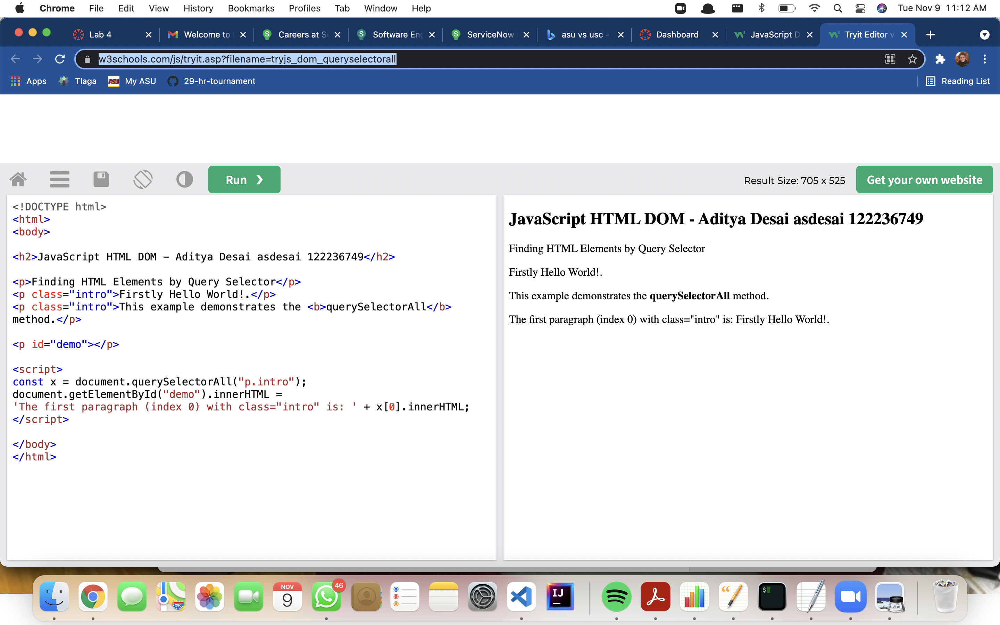 Chrome File Edit View History Bookmarks Profiles Tab Window Help Tue Nov 9 11:12 AM
Lab 4 Welcome to Careers at Software Eng ServiceNow asu vs usc - Dashboard JavaScript D Tryit Editor v
w3schools.com/js/tryit.asp?filename=tryjs_dom_queryselectorall
Apps Tlaga My ASU 29-hr-tournament Reading List
Run ❯ Result Size: 705 x 525 Get your own website
<!DOCTYPE html>
<html>
<body>
<h2>JavaScript HTML DOM – Aditya Desai asdesai 122236749</h2>
<p>Finding HTML Elements by Query Selector</p>
<p class="intro">Firstly Hello World!.</p>
<p class="intro">This example demonstrates the <b>querySelectorAll</b>
method.</p>
<p id="demo"></p>
<script>
const x = document.querySelectorAll("p.intro");
document.getElementById("demo").innerHTML =
'The first paragraph (index 0) with class="intro" is: ' + x[0].innerHTML;
</script>
</body>
</html>
JavaScript HTML DOM - Aditya Desai asdesai 122236749
Finding HTML Elements by Query Selector
Firstly Hello World!.
This example demonstrates the querySelectorAll method.
The first paragraph (index 0) with class="intro" is: Firstly Hello World!.
NOV
9
46
280
IJ
$